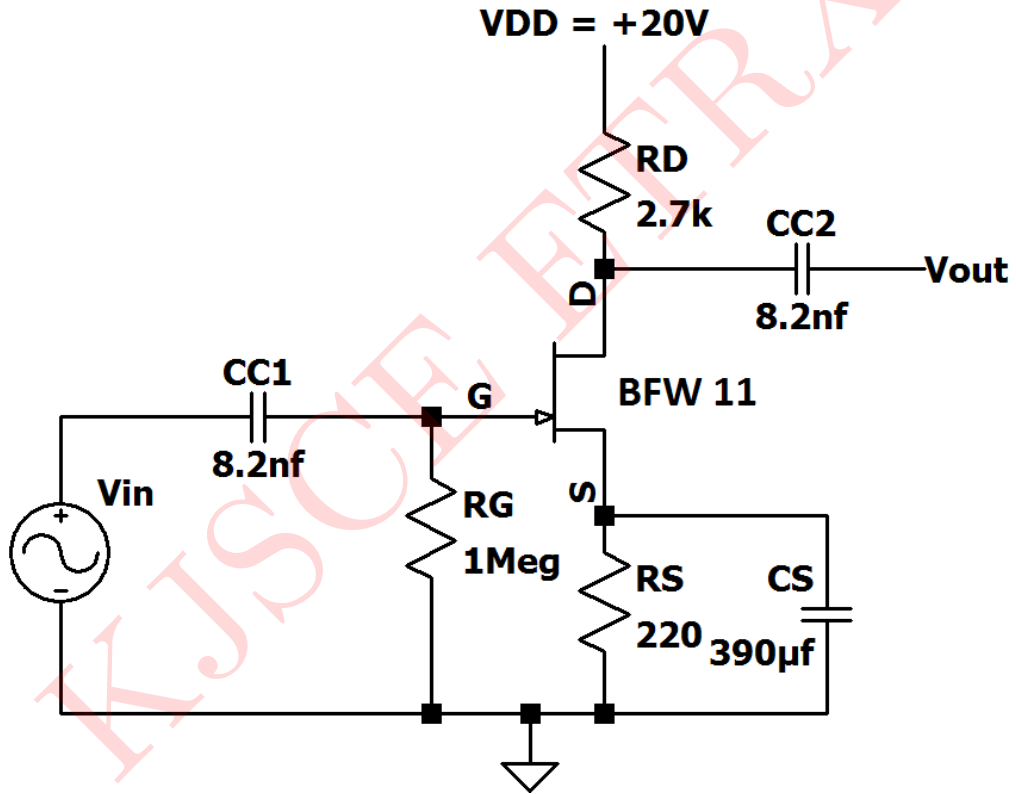 VDD = +20V
RD
2.7k
CC2
Vout
D
8.2nf
CC1
G
BFW 11
8.2nf
Vin
+
-
RG
1Meg
S
RS
220
CS
390µf
KJSCE ETRX